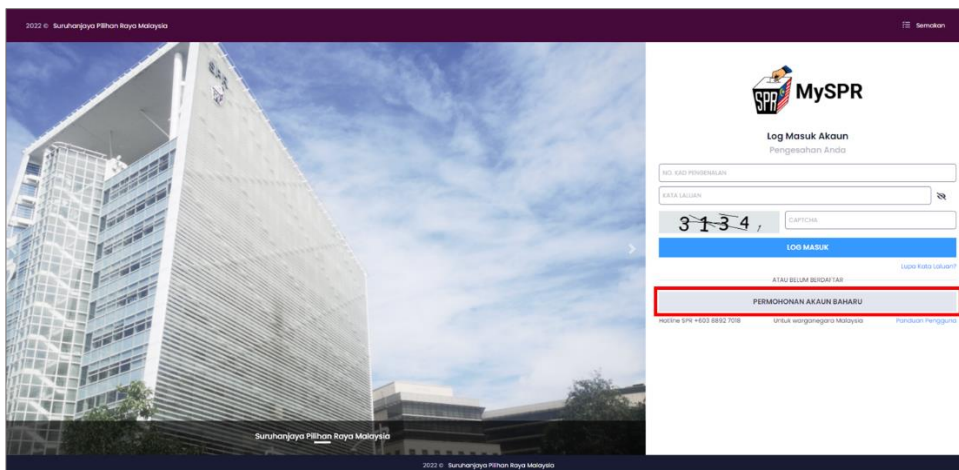 2022 © Suruhanjaya Pilihan Raya Malaysia
Semakan
SPR
SPR MySPR
Log Masuk Akaun
Pengesahan Anda
NO. KAD PENGENALAN
KATA LALUAN
3134, CAPTCHA
LOG MASUK
Lupa Kata Laluan?
ATAU BELUM BERDAFTAR
PERMOHONAN AKAUN BAHARU
Hotline SPR +603 8892 7018 Untuk warganegara Malaysia Panduan Pengguna
Suruhanjaya Pilihan Raya Malaysia
2022 © Suruhanjaya Pilihan Raya Malaysia